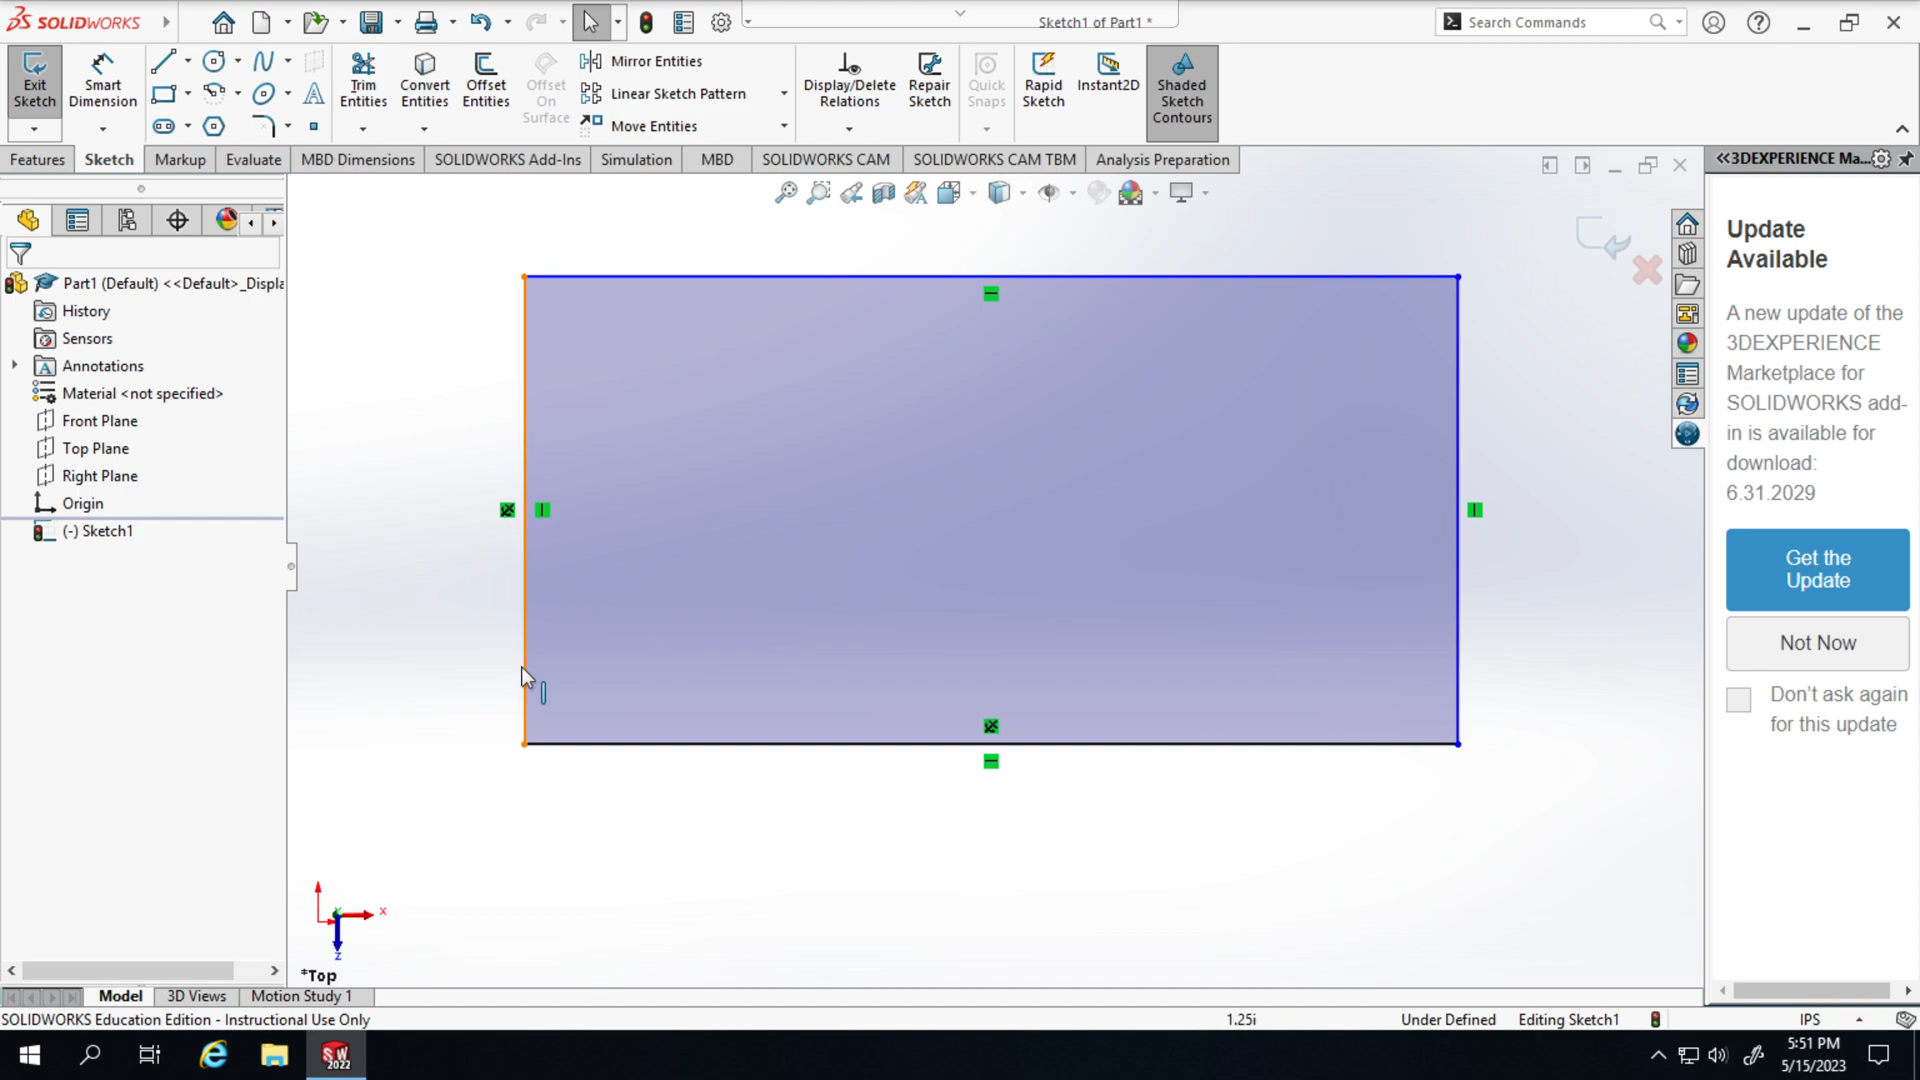 SOLIDWORKS
Sketch1 of Part1 *
Search Commands
Exit Sketch
Smart Dimension
Trim Entities
Convert Entities
Offset Entities
Offset On Surface
Mirror Entities
Linear Sketch Pattern
Move Entities
Display/Delete Relations
Repair Sketch
Quick Snaps
Rapid Sketch
Instant2D
Shaded Sketch Contours
Features
Sketch
Markup
Evaluate
MBD Dimensions
SOLIDWORKS Add-Ins
Simulation
MBD
SOLIDWORKS CAM
SOLIDWORKS CAM TBM
Analysis Preparation
Part1 (Default) <<Default>_Displa
History
Sensors
Annotations
Material <not specified>
Front Plane
Top Plane
Right Plane
Origin
(-) Sketch1
X
Z
*Top
3DEXPERIENCE Ma...
Update
Available
A new update of the
3DEXPERIENCE
Marketplace for
SOLIDWORKS add-
in is available for
download:
6.31.2029
Get the
Update
Not Now
Don't ask again
for this update
Model
3D Views
Motion Study 1
SOLIDWORKS Education Edition - Instructional Use Only
1.25i
Under Defined
Editing Sketch1
IPS
SW
2022
5:51 PM
5/15/2023